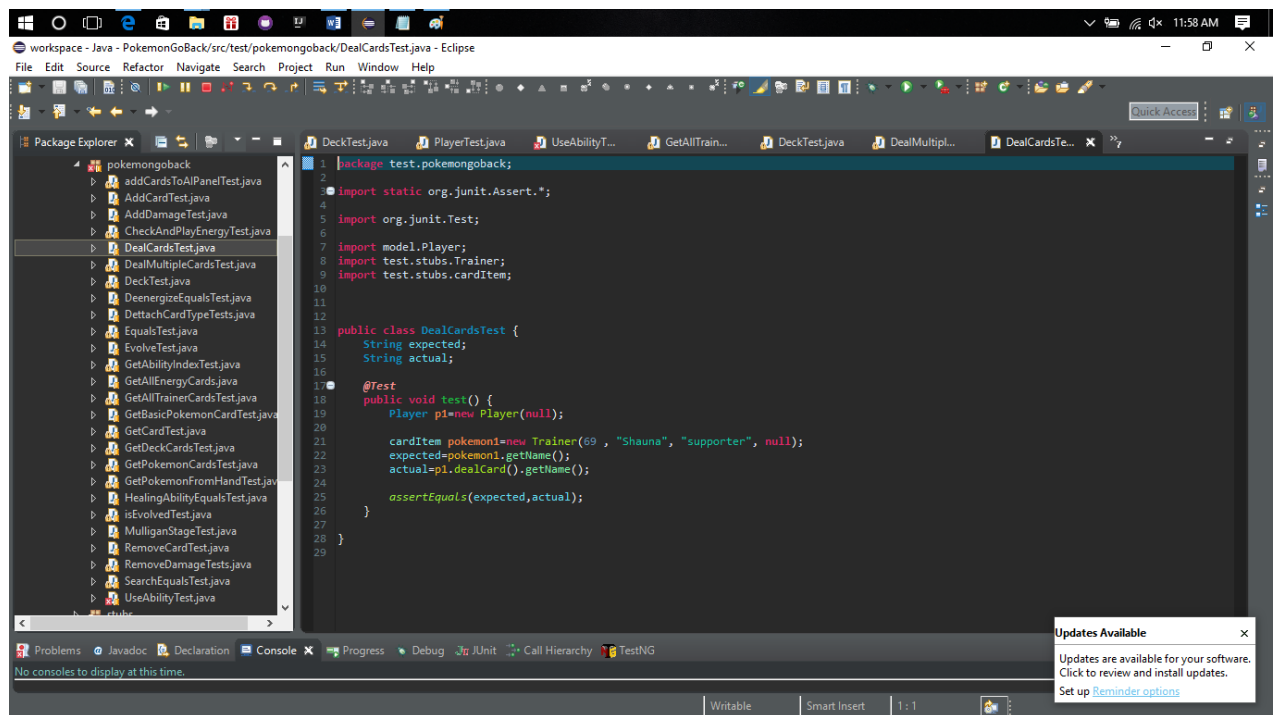 11:58 AM
workspace - Java - PokemonGoBack/src/test/pokemongoback/DealCardsTest.java - Eclipse
File Edit Source Refactor Navigate Search Project Run Window Help
Quick Access
Package Explorer
DeckTest.java PlayerTest.java UseAbilityT... GetAllTrain... DeckTest.java DealMultipl... DealCardsTe... 7
pokemongoback
addCardsToAIPanelTest.java
AddCardTest.java
AddDamageTest.java
CheckAndPlayEnergyTest.java
DealCardsTest.java
DealMultipleCardsTest.java
DeckTest.java
DeenergizeEqualsTest.java
DettachCardTypeTests.java
EqualsTest.java
EvolveTest.java
GetAbilityIndexTest.java
GetAllEnergyCards.java
GetAllTrainerCardsTest.java
GetBasicPokemonCardTest.java
GetCardTest.java
GetDeckCardsTest.java
GetPokemonCardsTest.java
GetPokemonFromHandTest.jav
HealingAbilityEqualsTest.java
isEvolvedTest.java
MulliganStageTest.java
RemoveCardTest.java
RemoveDamageTests.java
SearchEqualsTest.java
UseAbilityTest.java
stubs
1 package test.pokemongoback;
2
3 import static org.junit.Assert.*;
4
5 import org.junit.Test;
6
7 import model.Player;
8 import test.stubs.Trainer;
9 import test.stubs.cardItem;
10
11
12
13 public class DealCardsTest {
14 String expected;
15 String actual;
16
17 @Test
18 public void test() {
19 Player p1=new Player(null);
20
21 cardItem pokemon1=new Trainer(69 , "Shauna", "supporter", null);
22 expected=pokemon1.getName();
23 actual=p1.dealCard().getName();
24
25 assertEquals(expected,actual);
26 }
27
28 }
29
Problems Javadoc Declaration Console Progress Debug JUnit Call Hierarchy TestNG
No consoles to display at this time.
Updates Available
Updates are available for your software.
Click to review and install updates.
Set up Reminder options
Writable Smart Insert 1 : 1